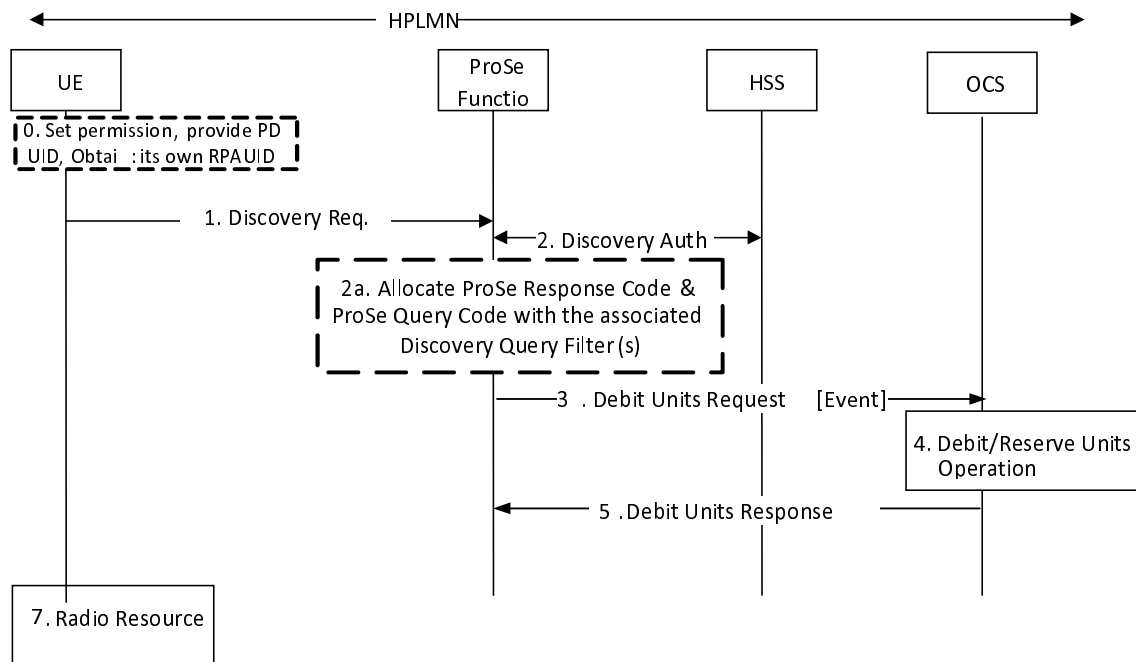 HPLMN
UE
ProSe
Functio
HSS
OCS
0. Set permission, provide PD
UID, Obtai : its own RPAUID
1. Discovery Req.
2. Discovery Auth
2a. Allocate ProSe Response Code &
ProSe Query Code with the associated
Discovery Query Filter(s)
3 . Debit Units Request [Event]
4. Debit/Reserve Units
Operation
5 .Debit Units Response
7. Radio Resource